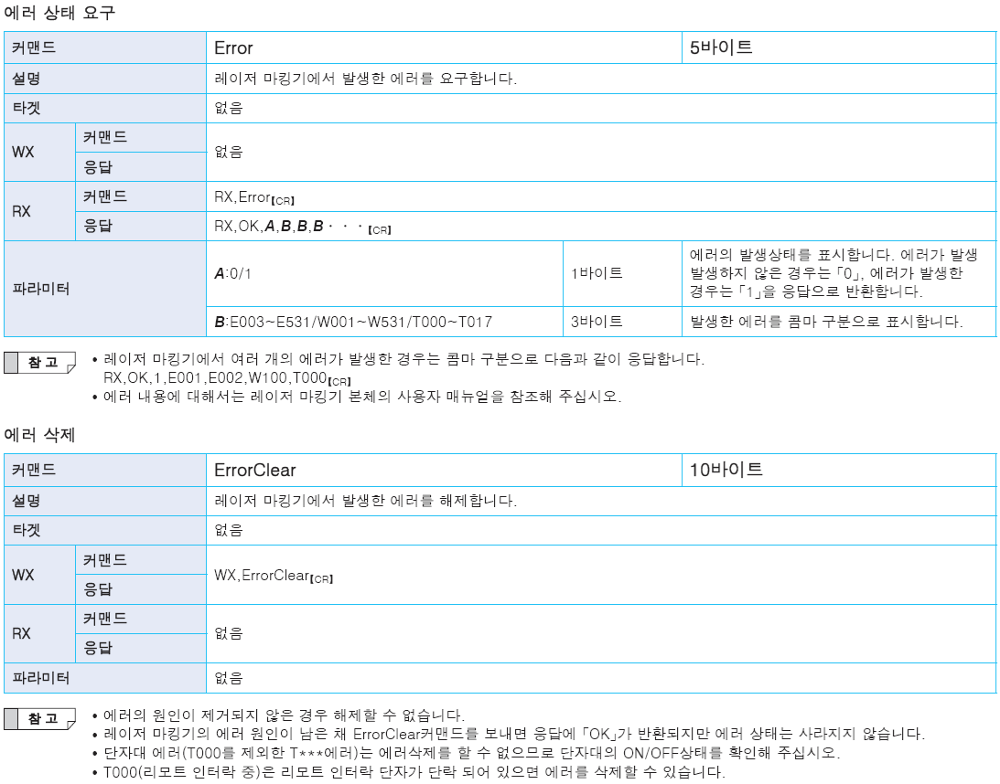 에러 상태 요구
커맨드 Error 5바이트
설명 레이저 마킹기에서 발생한 에러를 요구합니다.
타겟 없음
WX 커맨드 없음
응답
RX 커맨드 RX,Error【CR】
응답 RX,OK,A,B,B,B・・・【CR】
파라미터 A:0/1 1바이트 에러의 발생상태를 표시합니다. 에러가 발생
발생하지 않은 경우는 「0」, 에러가 발생한
경우는 「1」을 응답으로 반환합니다.
B:E003~E531/W001~W531/T000~T017 3바이트 발생한 에러를 콤마 구분으로 표시합니다.
참 고 • 레이저 마킹기에서 여러 개의 에러가 발생한 경우는 콤마 구분으로 다음과 같이 응답합니다.
RX,OK,1,E001,E002,W100,T000【CR】
• 에러 내용에 대해서는 레이저 마킹기 본체의 사용자 매뉴얼을 참조해 주십시오.
에러 삭제
커맨드 ErrorClear 10바이트
설명 레이저 마킹기에서 발생한 에러를 해제합니다.
타겟 없음
WX 커맨드 WX,ErrorClear【CR】
응답
RX 커맨드 없음
응답
파라미터 없음
참 고 • 에러의 원인이 제거되지 않은 경우 해제할 수 없습니다.
• 레이저 마킹기의 에러 원인이 남은 채 ErrorClear커맨드를 보내면 응답에 「OK」가 반환되지만 에러 상태는 사라지지 않습니다.
• 단자대 에러(T000를 제외한 T***에러)는 에러삭제를 할 수 없으므로 단자대의 ON/OFF상태를 확인해 주십시오.
• T000(리모트 인터락 중)은 리모트 인터락 단자가 단락 되어 있으면 에러를 삭제할 수 있습니다.